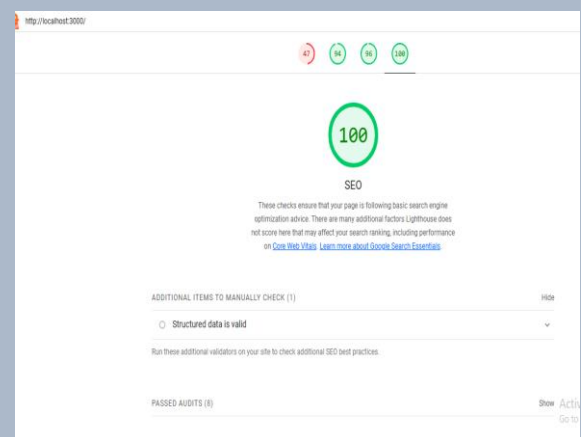 http://localhost:3000/
47 94 96 100
100
SEO
These checks ensure that your page is following basic search engine
optimization advice. There are many additional factors Lighthouse does
not score here that may affect your search ranking, including performance
on Core Web Vitals. Learn more about Google Search Essentials.
ADDITIONAL ITEMS TO MANUALLY CHECK (1) Hide
Structured data is valid
Run these additional validators on your site to check additional SEO best practices.
PASSED AUDITS (8) Show
Activ
Go to